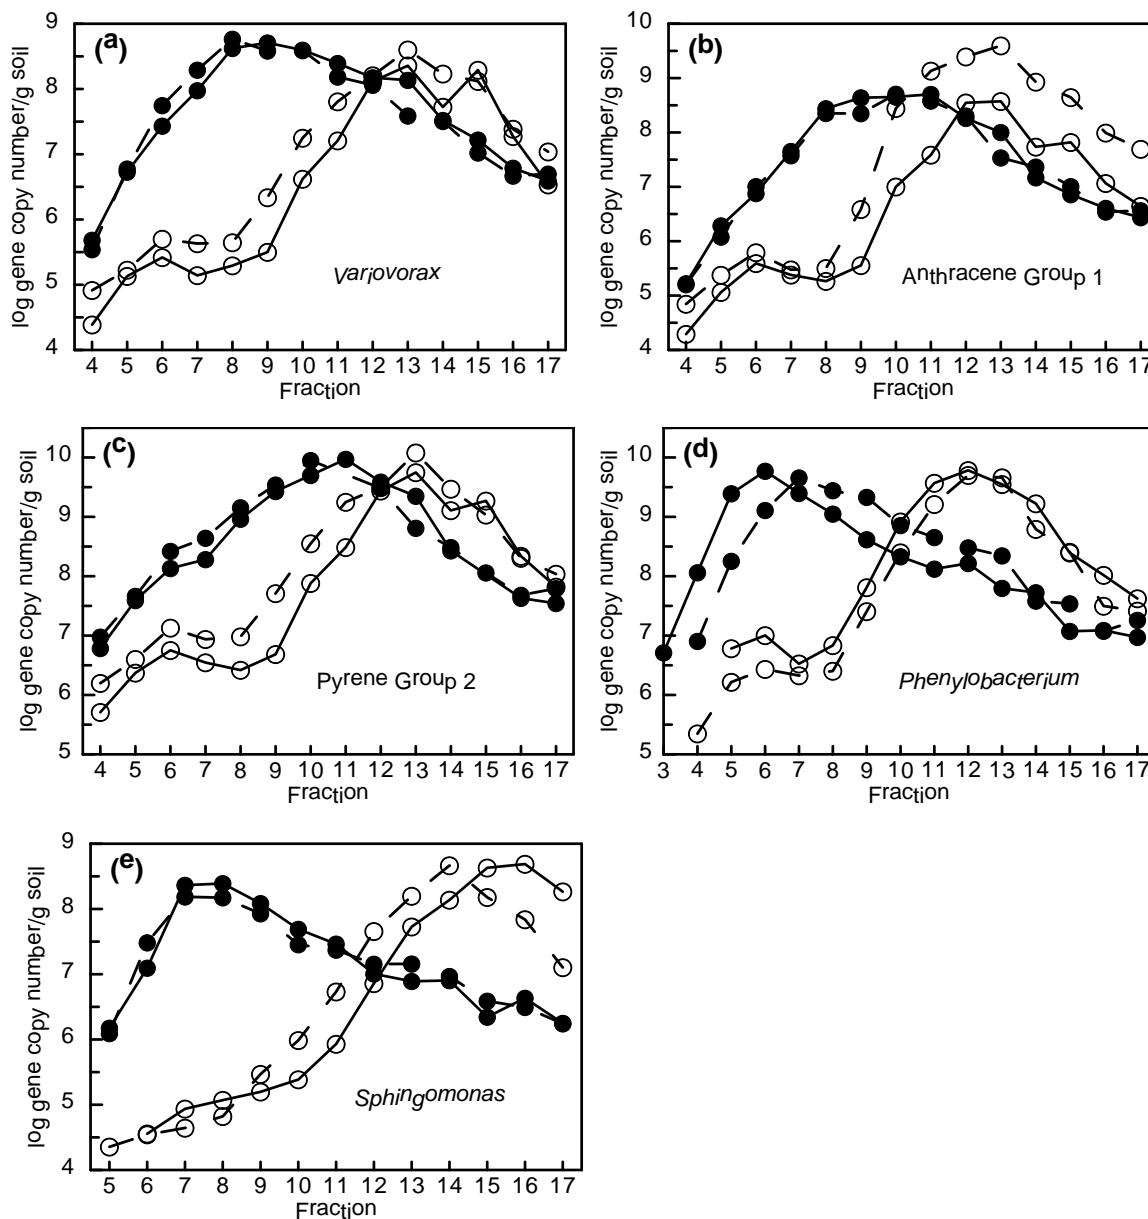 (a)
9
8
7
6
5
4
log gene copy number/g soil
Variovorax
4 5 6 7 8 9 10 11 12 13 14 15 16 17
Fraction
(b)
10
9
8
7
6
5
4
log gene copy number/g soil
Anthracene Group 1
4 5 6 7 8 9 10 11 12 13 14 15 16 17
Fraction
(c)
10
9
8
7
6
5
log gene copy number/g soil
Pyrene Group 2
4 5 6 7 8 9 10 11 12 13 14 15 16 17
Fraction
(d)
10
9
8
7
6
5
log gene copy number/g soil
Phenylobacterium
3 4 5 6 7 8 9 10 11 12 13 14 15 16 17
Fraction
(e)
9
8
7
6
5
4
log gene copy number/g soil
Sphingomonas
5 6 7 8 9 10 11 12 13 14 15 16 17
Fraction